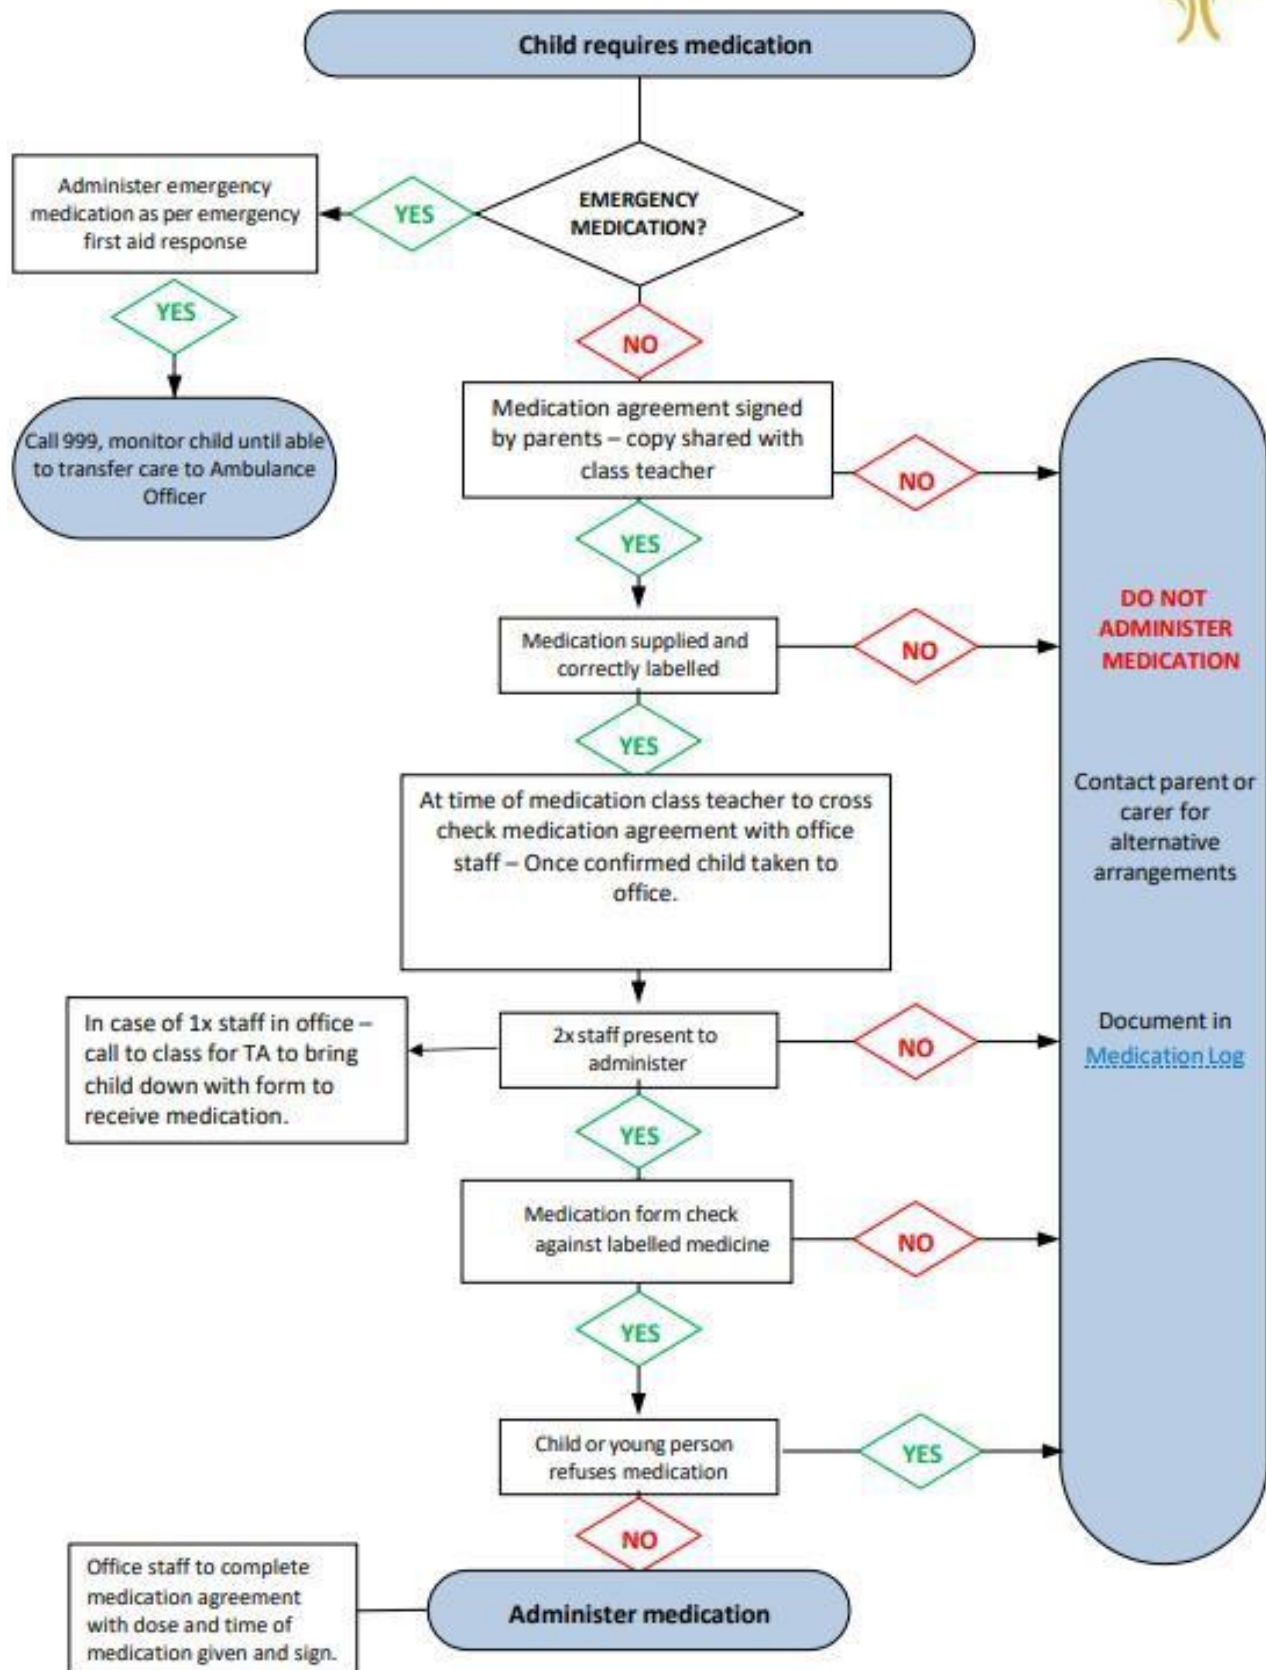 Child requires medication
Administer emergency
medication as per emergency
first aid response
YES
EMERGENCY
MEDICATION?
YES
NO
Call 999, monitor child until able
to transfer care to Ambulance
Officer
Medication agreement signed
by parents – copy shared with
class teacher
NO
YES
Medication supplied and
correctly labelled
NO
YES
DO NOT
ADMINISTER
MEDICATION
Contact parent or
carer for
alternative
arrangements
Document in
Medication Log
At time of medication class teacher to cross
check medication agreement with office
staff – Once confirmed child taken to
office.
In case of 1x staff in office –
call to class for TA to bring
child down with form to
receive medication.
2x staff present to
administer
NO
YES
Medication form check
against labelled medicine
NO
YES
Child or young person
refuses medication
YES
NO
Office staff to complete
medication agreement
with dose and time of
medication given and sign.
Administer medication